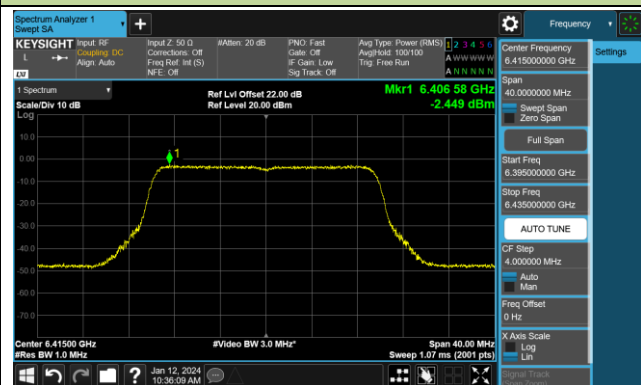 Spectrum Analyzer 1
Swept SA
Frequency
KEYSIGHT
L
LXI
Input: RF
Coupling: DC
Align: Auto
Input Z: 50 Ω
Corrections: Off
Freq Ref: Int (S)
NFE: Off
#Atten: 20 dB
PNO: Fast
Gate: Off
IF Gain: Low
Sig Track: Off
Avg Type: Power (RMS)
Avg|Hold: 100/100
Trig: Free Run
1 2 3 4 5 6
A W W W W W
A N N N N N
1 Spectrum
Scale/Div 10 dB
Log
Ref Lvl Offset 22.00 dB
Ref Level 20.00 dBm
Mkr1 6.406 58 GHz
-2.449 dBm
10.0
0.00
-10.0
-20.0
-30.0
-40.0
-50.0
-60.0
-70.0
1
Center 6.41500 GHz
#Res BW 1.0 MHz
#Video BW 3.0 MHz*
Span 40.00 MHz
Sweep 1.07 ms (2001 pts)
Jan 12, 2024
10:36:09 AM
Center Frequency
6.415000000 GHz
Settings
Span
40.0000000 MHz
Swept Span
Zero Span
Full Span
Start Freq
6.395000000 GHz
Stop Freq
6.435000000 GHz
AUTO TUNE
CF Step
4.000000 MHz
Auto
Man
Freq Offset
0 Hz
X Axis Scale
Log
Lin
Signal Track
(Span Zoom)